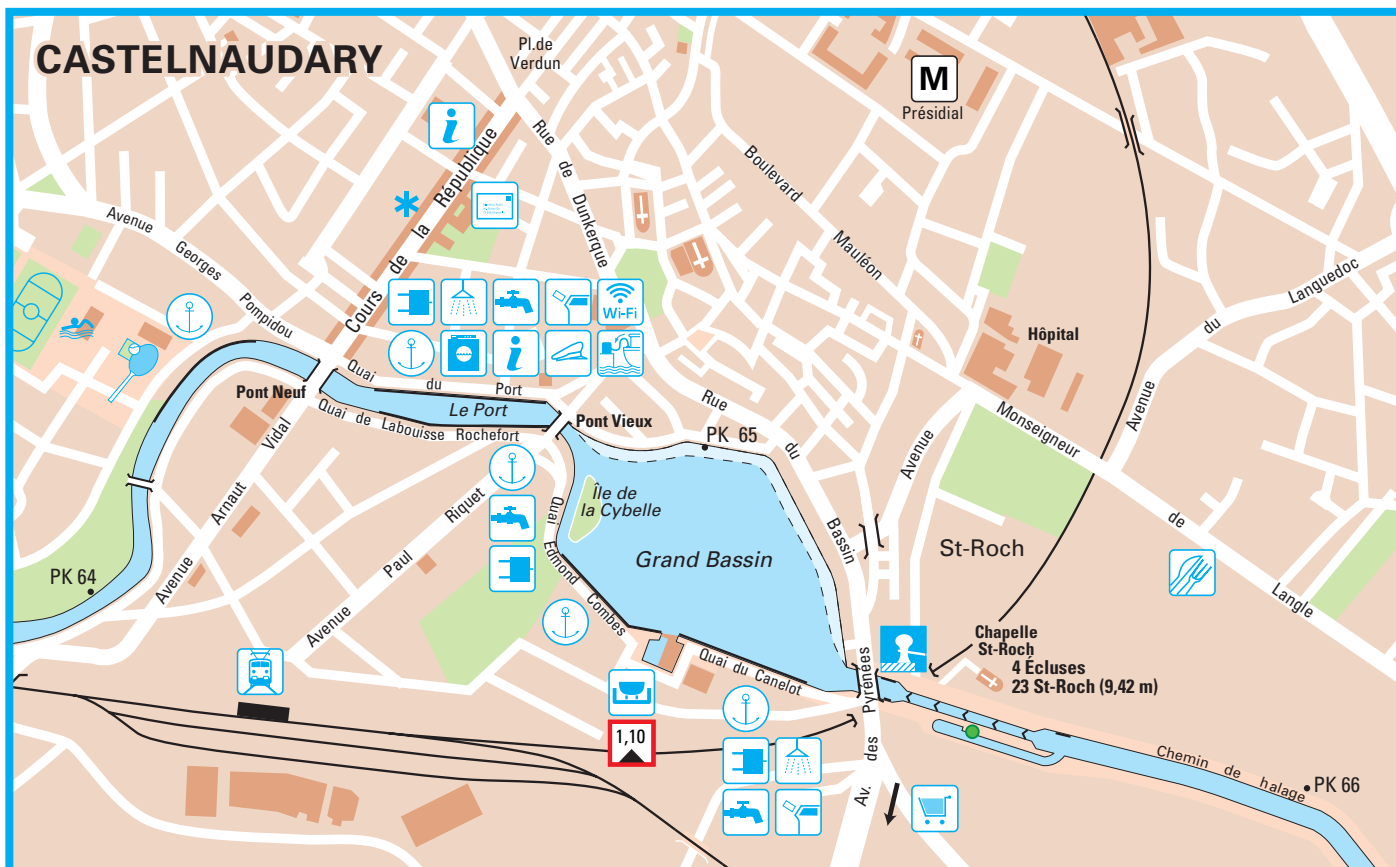 CASTELNAUDARY
Pl.de
Verdun
M
Présidial
Cours de la République
Rue de Dunkerque
Boulevard Mauléon
Avenue Georges Pompidou
Wi-Fi
Hôpital
Avenue du Languedoc
Pont Neuf
Quai du Port
Le Port
Quai de Labouisse Rochefort
Pont Vieux
PK 65
Rue du Bassin
Avenue
Monseigneur de Langle
Avenue Arnaut Vidal
Avenue Paul Riquet
Île de
la Cybelle
Quai Edmond Combes
Grand Bassin
St-Roch
PK 64
Chapelle
St-Roch
4 Écluses
23 St-Roch (9,42 m)
Quai du Canelot
Av. des Pyrénées
1,10
Chemin de halage
PK 66